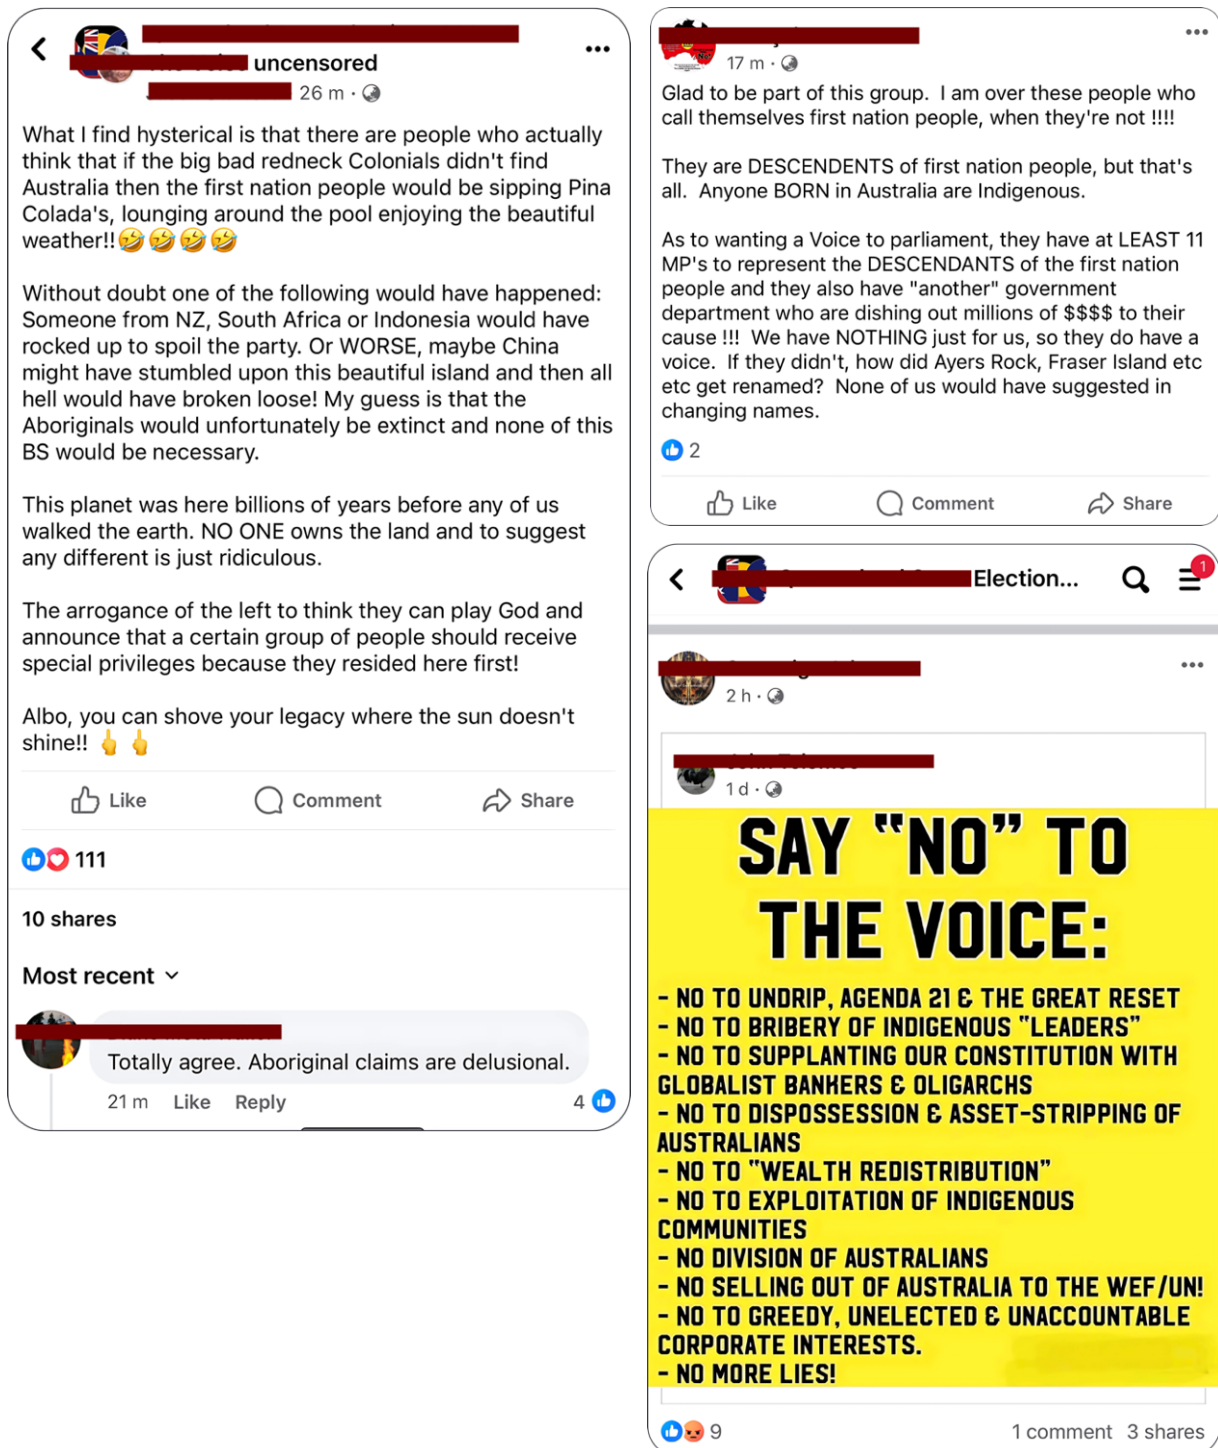 uncensored
26 m ·
What I find hysterical is that there are people who actually
think that if the big bad redneck Colonials didn't find
Australia then the first nation people would be sipping Pina
Colada's, lounging around the pool enjoying the beautiful
weather!!🤣🤣🤣🤣
Without doubt one of the following would have happened:
Someone from NZ, South Africa or Indonesia would have
rocked up to spoil the party. Or WORSE, maybe China
might have stumbled upon this beautiful island and then all
hell would have broken loose! My guess is that the
Aboriginals would unfortunately be extinct and none of this
BS would be necessary.
This planet was here billions of years before any of us
walked the earth. NO ONE owns the land and to suggest
any different is just ridiculous.
The arrogance of the left to think they can play God and
announce that a certain group of people should receive
special privileges because they resided here first!
Albo, you can shove your legacy where the sun doesn't
shine!! 🖕 🖕
Like Comment Share
111
10 shares
Most recent
Totally agree. Aboriginal claims are delusional.
21 m Like Reply 4
17 m ·
Glad to be part of this group. I am over these people who
call themselves first nation people, when they're not !!!!
They are DESCENDENTS of first nation people, but that's
all. Anyone BORN in Australia are Indigenous.
As to wanting a Voice to parliament, they have at LEAST 11
MP's to represent the DESCENDANTS of the first nation
people and they also have "another" government
department who are dishing out millions of $$$$ to their
cause !!! We have NOTHING just for us, so they do have a
voice. If they didn't, how did Ayers Rock, Fraser Island etc
etc get renamed? None of us would have suggested in
changing names.
2
Like Comment Share
Election...
1
2 h ·
1 d ·
SAY "NO" TO
THE VOICE:
- NO TO UNDRIP, AGENDA 21 & THE GREAT RESET
- NO TO BRIBERY OF INDIGENOUS "LEADERS"
- NO TO SUPPLANTING OUR CONSTITUTION WITH
GLOBALIST BANKERS & OLIGARCHS
- NO TO DISPOSSESSION & ASSET-STRIPPING OF
AUSTRALIANS
- NO TO "WEALTH REDISTRIBUTION"
- NO TO EXPLOITATION OF INDIGENOUS
COMMUNITIES
- NO DIVISION OF AUSTRALIANS
- NO SELLING OUT OF AUSTRALIA TO THE WEF/UN!
- NO TO GREEDY, UNELECTED & UNACCOUNTABLE
CORPORATE INTERESTS.
- NO MORE LIES!
9 1 comment 3 shares